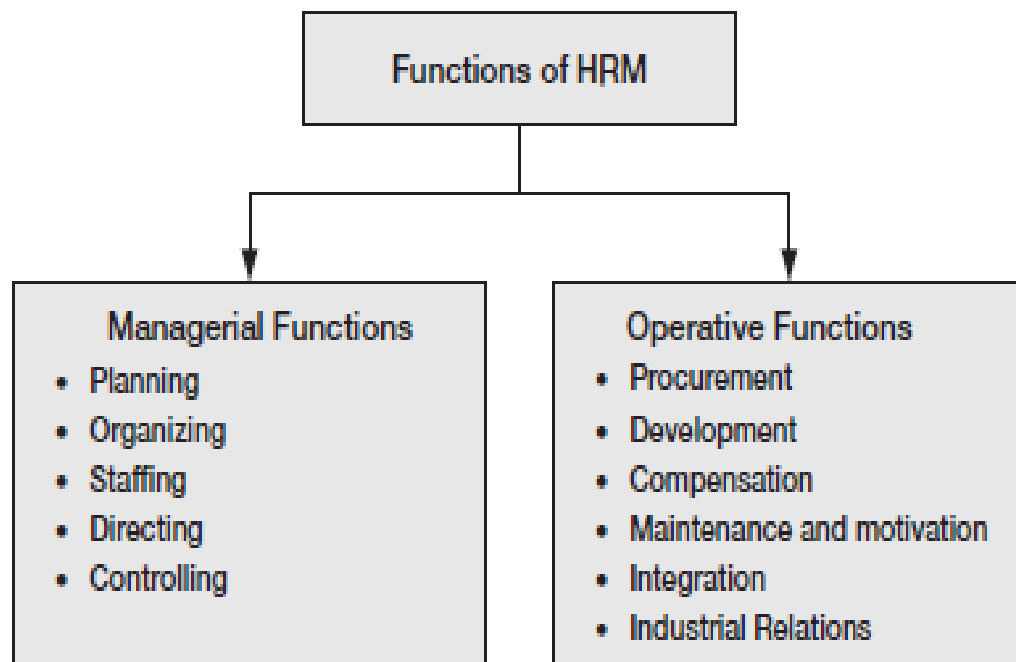 Functions of HRM
Managerial Functions
• Planning
• Organizing
• Staffing
• Directing
• Controlling
Operative Functions
• Procurement
• Development
• Compensation
• Maintenance and motivation
• Integration
• Industrial Relations